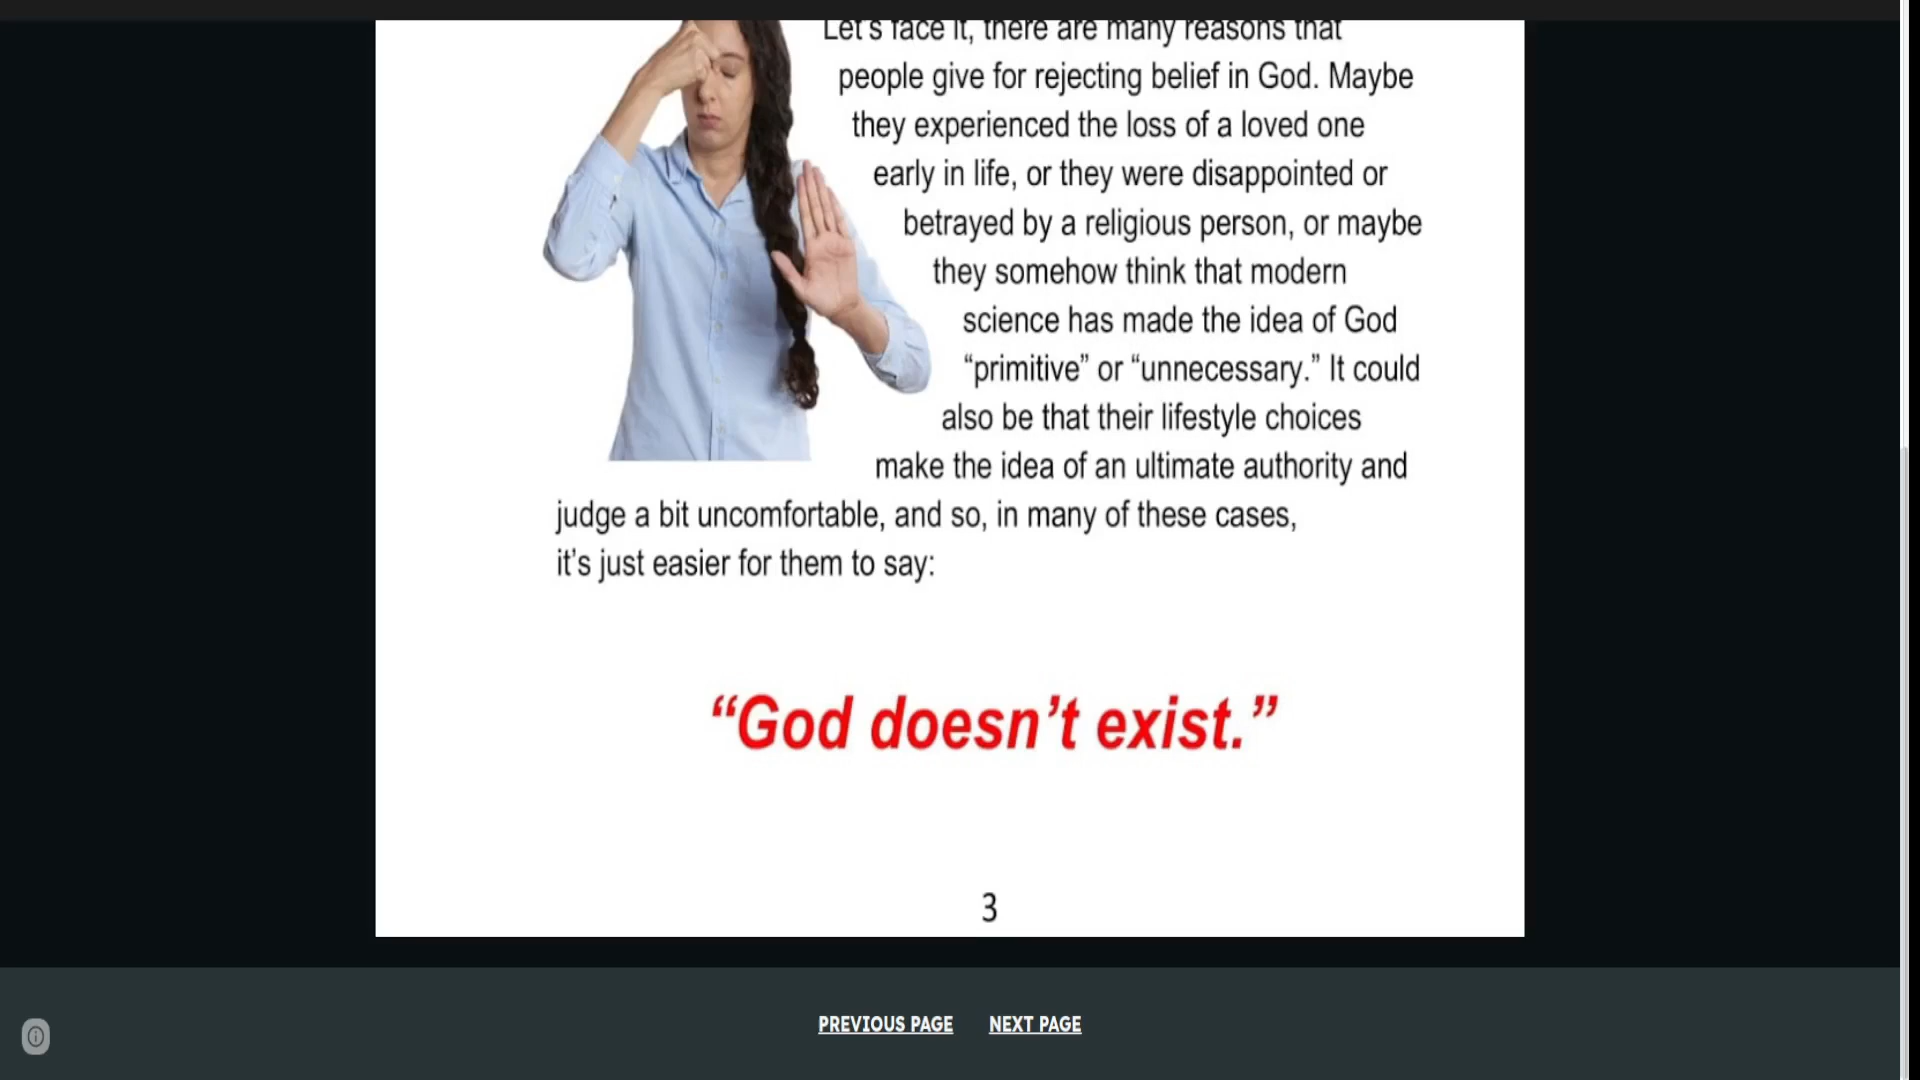 Let's face it, there are many reasons that
people give for rejecting belief in God. Maybe
they experienced the loss of a loved one
early in life, or they were disappointed or
betrayed by a religious person, or maybe
they somehow think that modern
science has made the idea of God
“primitive” or “unnecessary.” It could
also be that their lifestyle choices
make the idea of an ultimate authority and
judge a bit uncomfortable, and so, in many of these cases,
it’s just easier for them to say:
“God doesn’t exist.”
3
PREVIOUS PAGE NEXT PAGE